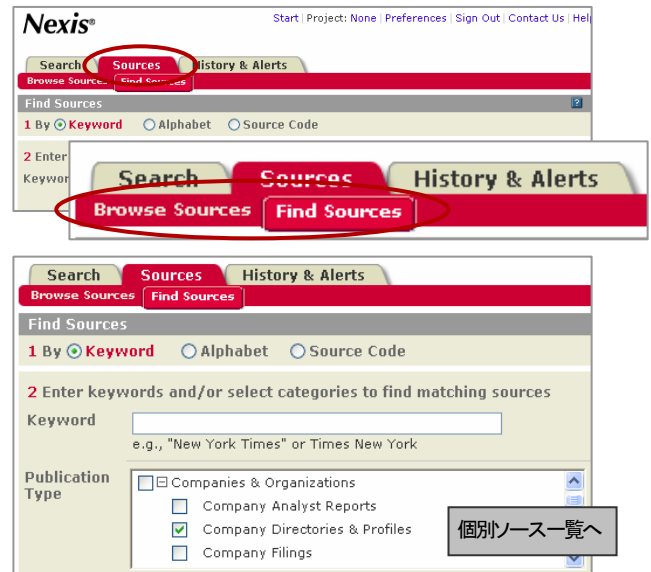 Nexis®
Start | Project: None | Preferences | Sign Out | Contact Us | Help
Search Sources History & Alerts
Browse Sources Find Sources
Find Sources
1 By Keyword Alphabet Source Code
2 Enter
Keywor
Search Sources History & Alerts
Browse Sources Find Sources
Search Sources History & Alerts
Browse Sources Find Sources
Find Sources
1 By Keyword Alphabet Source Code
2 Enter keywords and/or select categories to find matching sources
Keyword
e.g., "New York Times" or Times New York
Publication Type
Companies & Organizations
Company Analyst Reports
Company Directories & Profiles
Company Filings
個別ソース一覧へ